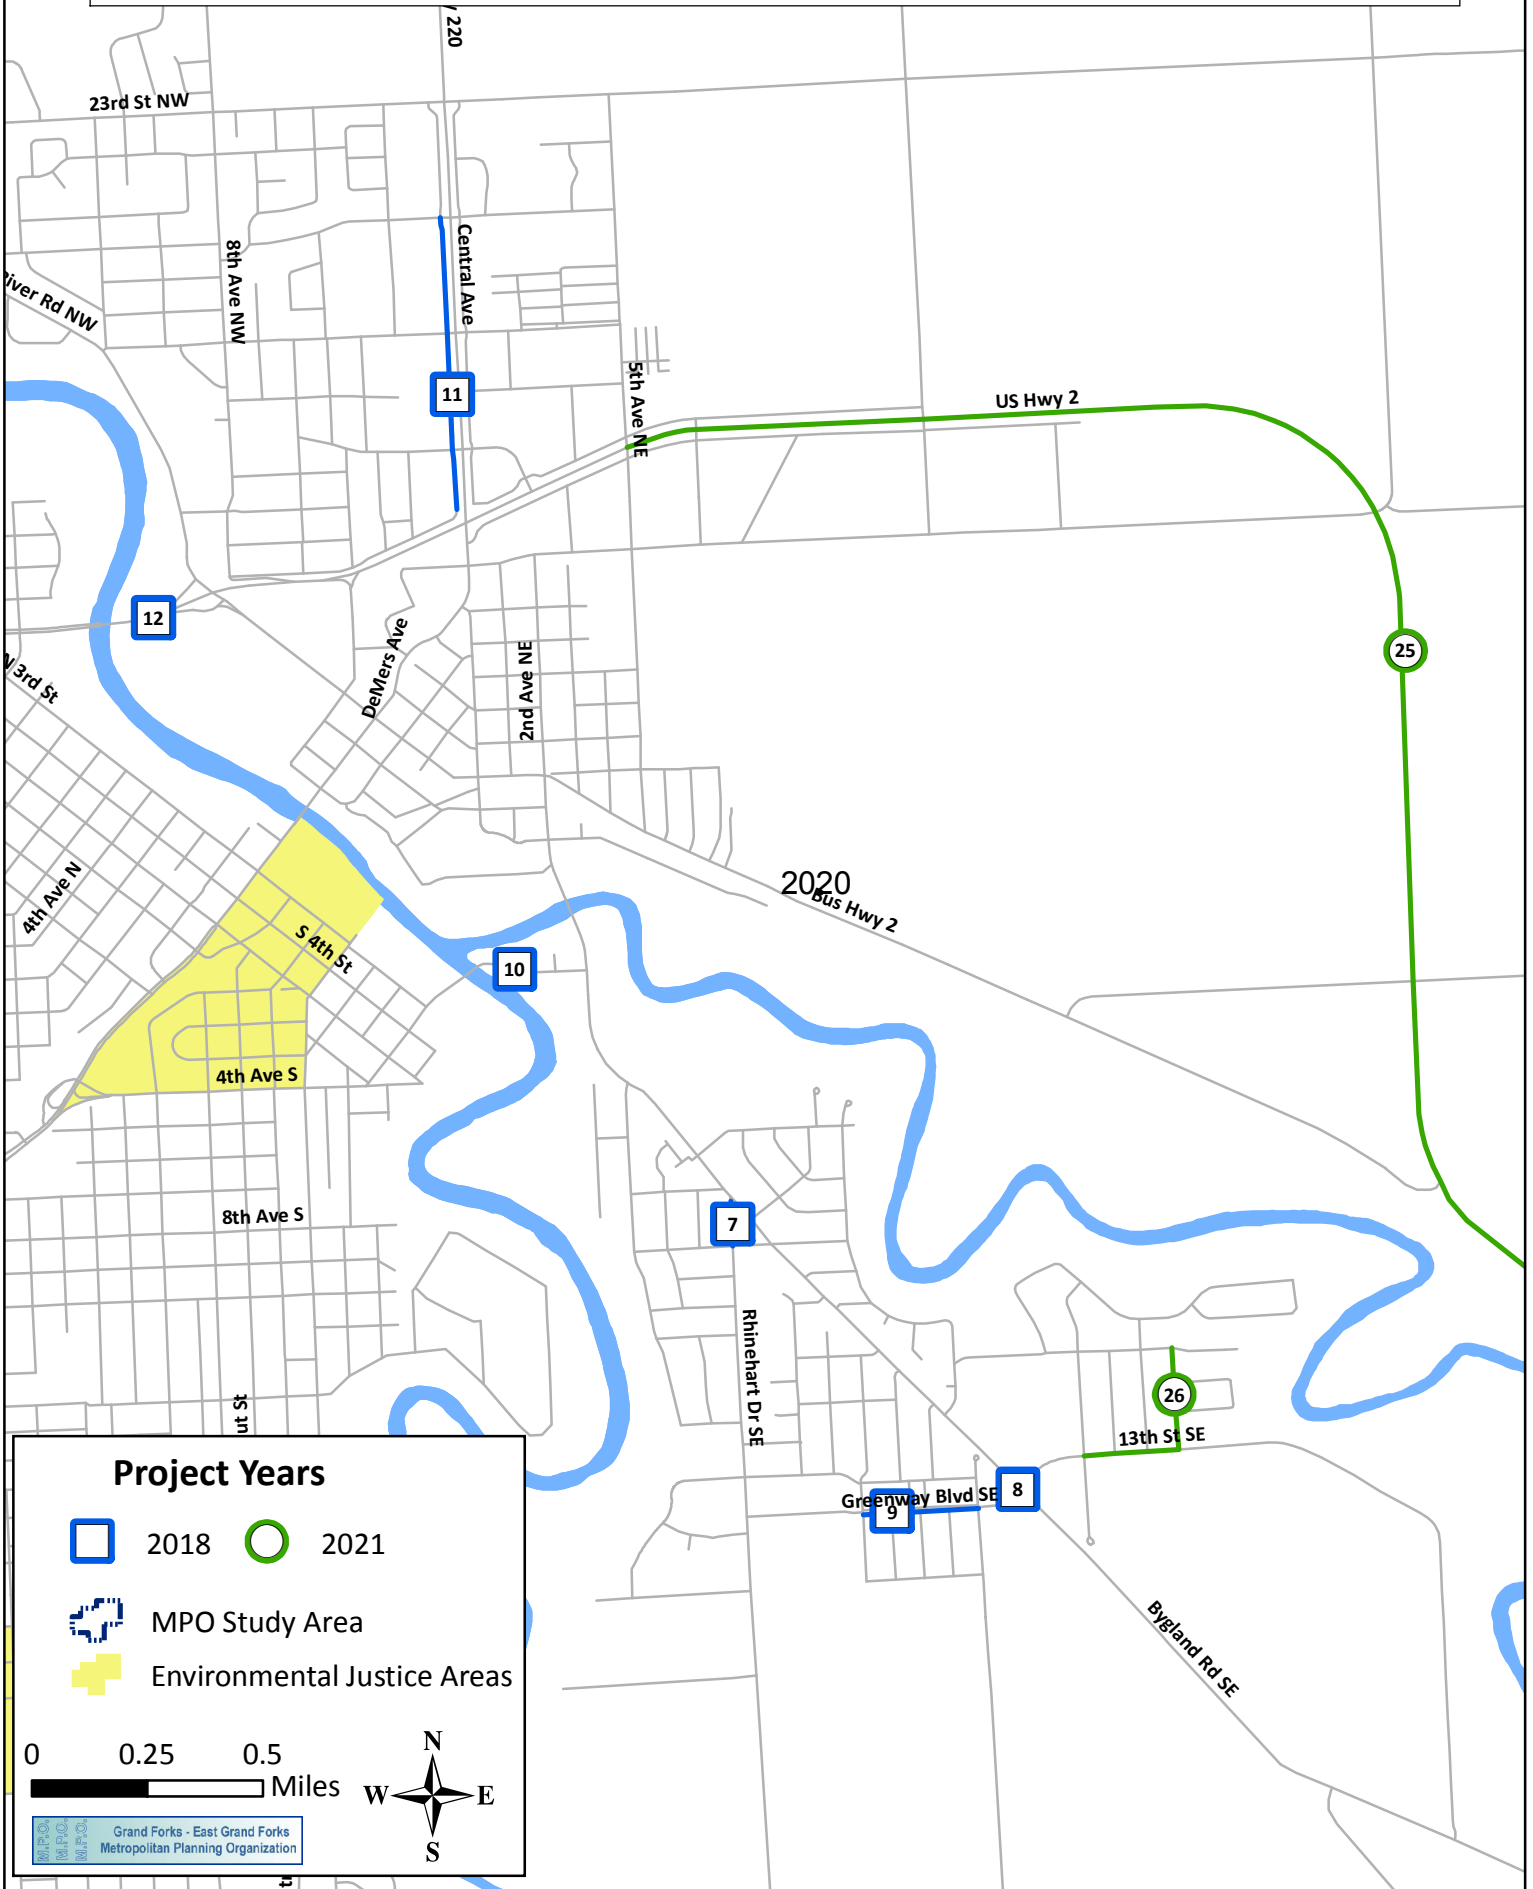 Y 220
23rd St NW
8th Ave NW
Central Ave
River Rd NW
11
5th Ave NE
US Hwy 2
12
25
DeMers Ave
2nd Ave NE
N 3rd St
4th Ave N
2020
Bus Hwy 2
S 4th St
10
4th Ave S
8th Ave S
7
Rhinehart Dr SE
26
13th St SE
Greenway Blvd SE
8
9
Bygland Rd SE
Project Years
2018
2021
MPO Study Area
Environmental Justice Areas
0 0.25 0.5
Miles
N
W E
S
M.P.O.
M.P.O.
M.P.O.
Grand Forks - East Grand Forks
Metropolitan Planning Organization